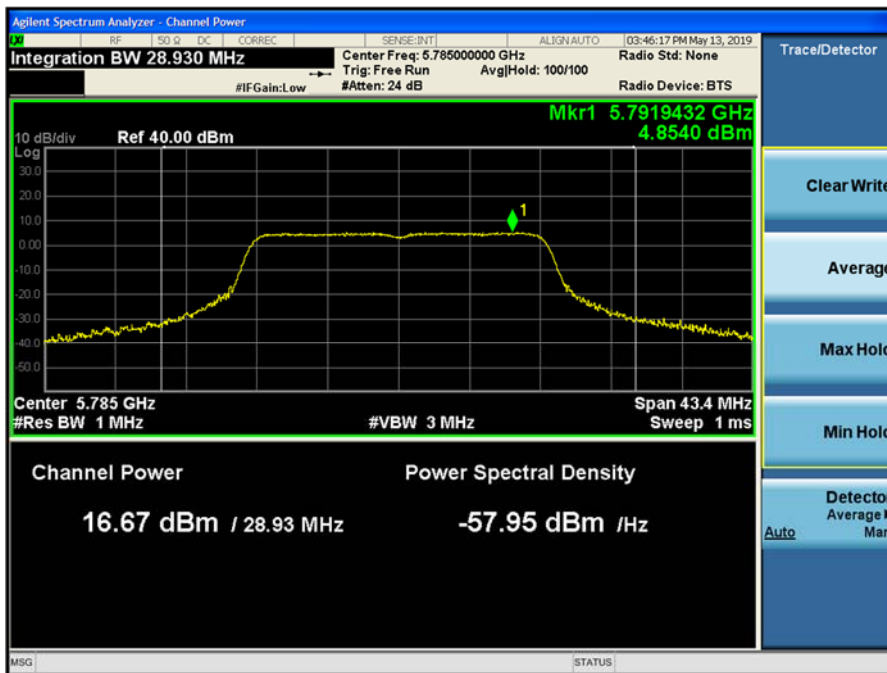 Agilent Spectrum Analyzer - Channel Power
LXI RF 50 Ω DC CORREC SENSE:INT ALIGN AUTO 03:46:17 PM May 13, 2019
Integration BW 28.930 MHz
Center Freq: 5.785000000 GHz Radio Std: None
Trig: Free Run Avg|Hold: 100/100
#IFGain:Low #Atten: 24 dB Radio Device: BTS
Mkr1 5.7919432 GHz
4.8540 dBm
10 dB/div Ref 40.00 dBm
Log
30.0
20.0
10.0
1
0.00
-10.0
-20.0
-30.0
-40.0
-50.0
Center 5.785 GHz Span 43.4 MHz
#Res BW 1 MHz #VBW 3 MHz Sweep 1 ms
Channel Power Power Spectral Density
16.67 dBm / 28.93 MHz -57.95 dBm /Hz
MSG STATUS
Trace/Detector
Clear Write
Average
Max Hold
Min Hold
Detecto
Average
Auto Man